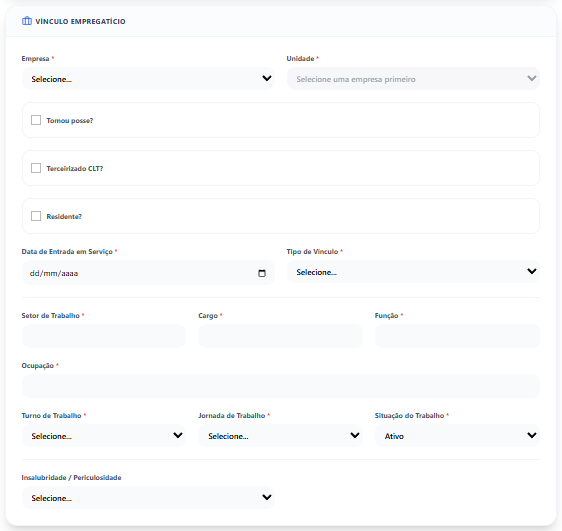 VÍNCULO EMPREGATÍCIO
Empresa * Unidade *
Selecione... Selecione uma empresa primeiro
Tomou posse?
Terceirizado CLT?
Residente?
Data de Entrada em Serviço * Tipo de Vínculo *
dd/mm/aaaa Selecione...
Setor de Trabalho * Cargo * Função *
Ocupação *
Turno de Trabalho * Jornada de Trabalho * Situação do Trabalho *
Selecione... Selecione... Ativo
Insalubridade / Periculosidade
Selecione...